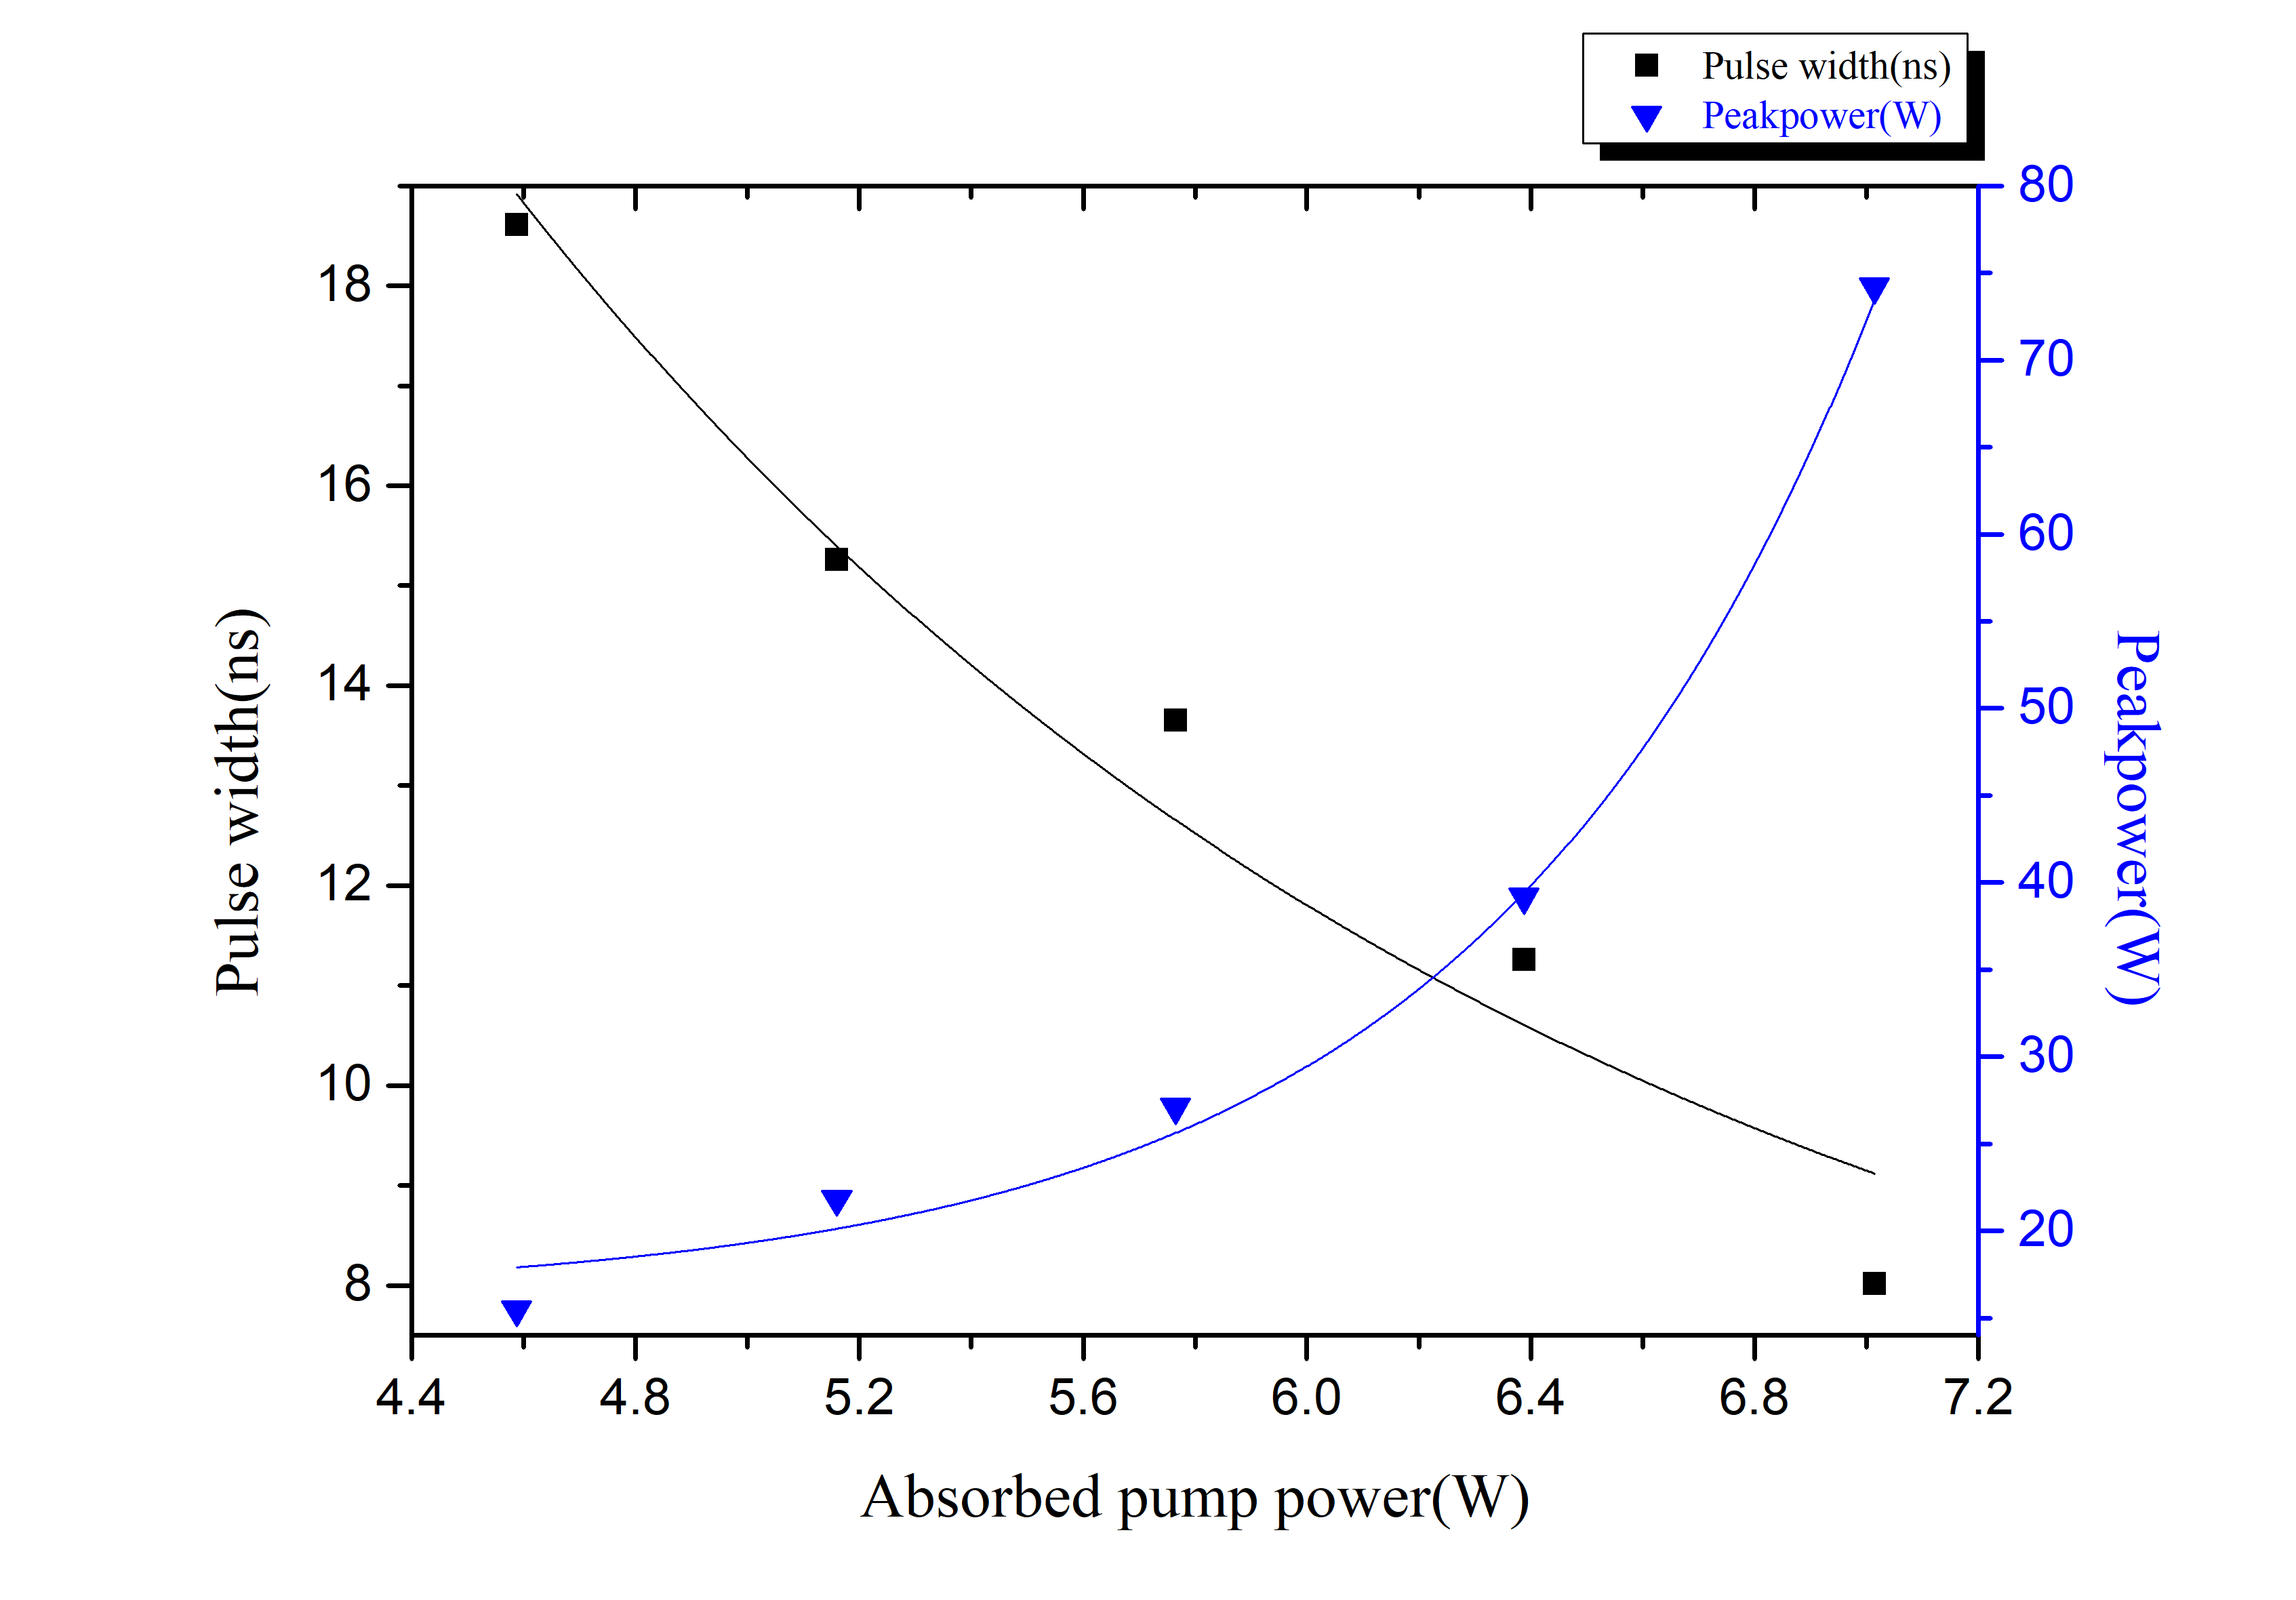 Pulse width(ns)
Peakpower(W)
80
18
70
16
60
14
50
12
40
10
30
8
20
Pulse width(ns)
Peakpower(W)
4.4 4.8 5.2 5.6 6.0 6.4 6.8 7.2
Absorbed pump power(W)